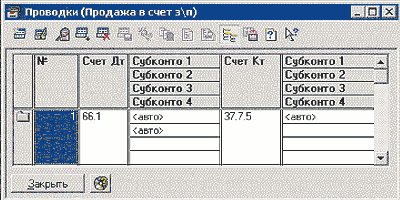 Проводки (Продажа в счет з\п)
№ Счет Дт Субконто 1 Счет Кт Субконто 1
Субконто 2 Субконто 2
Субконто 3 Субконто 3
Субконто 4 Субконто 4
1 66.1 <авто> 37.7.5 <авто>
<авто>
Закрыть